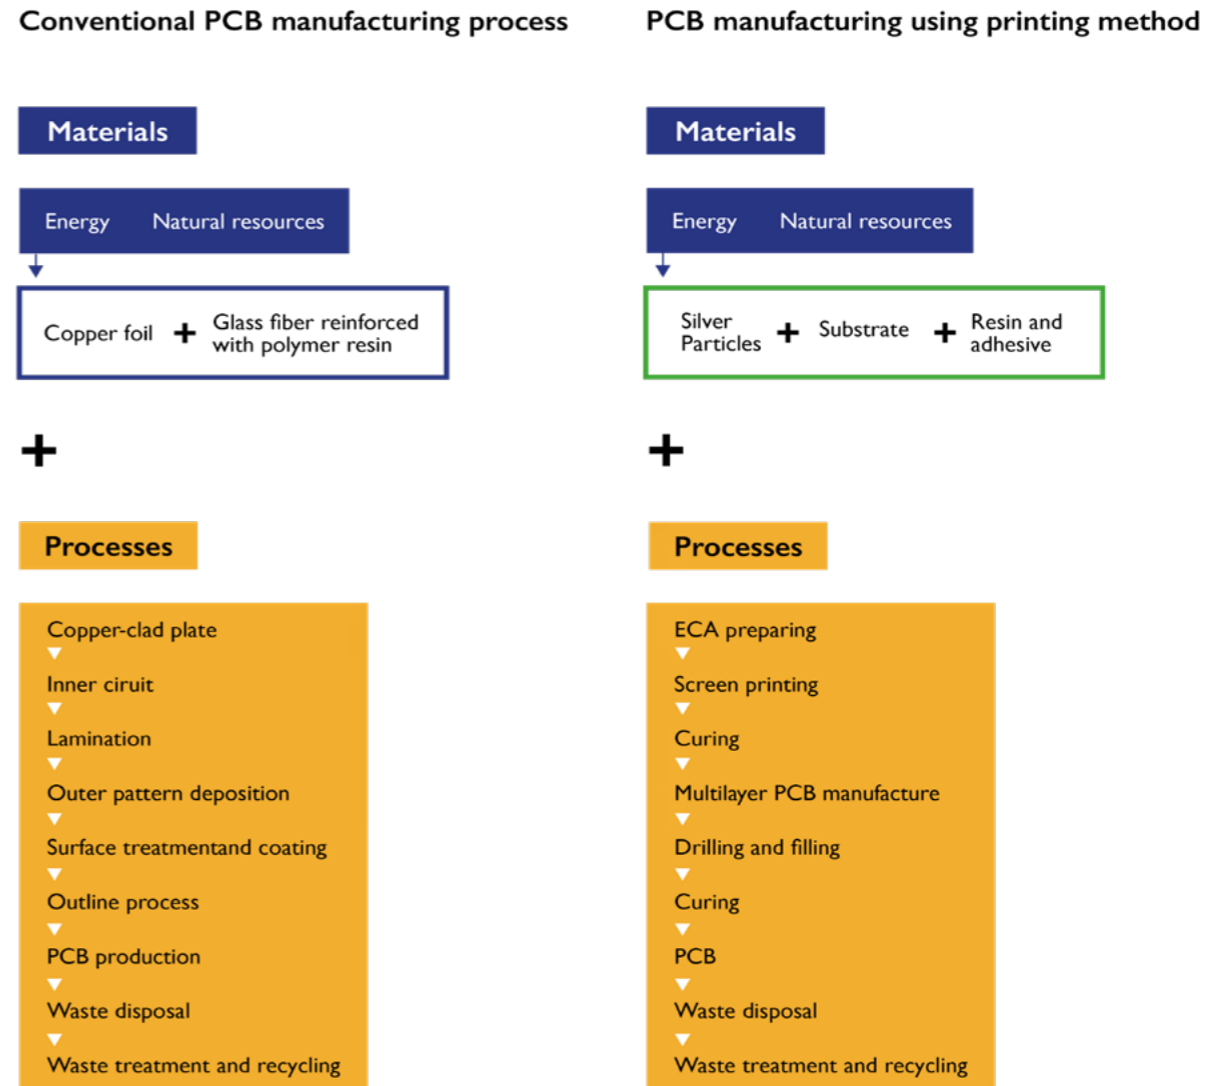 Conventional PCB manufacturing process
Materials
Energy Natural resources
Copper foil + Glass fiber reinforced
with polymer resin
+
Processes
Copper-clad plate
Inner ciruit
Lamination
Outer pattern deposition
Surface treatmentand coating
Outline process
PCB production
Waste disposal
Waste treatment and recycling
PCB manufacturing using printing method
Materials
Energy Natural resources
Silver
Particles + Substrate + Resin and
adhesive
+
Processes
ECA preparing
Screen printing
Curing
Multilayer PCB manufacture
Drilling and filling
Curing
PCB
Waste disposal
Waste treatment and recycling